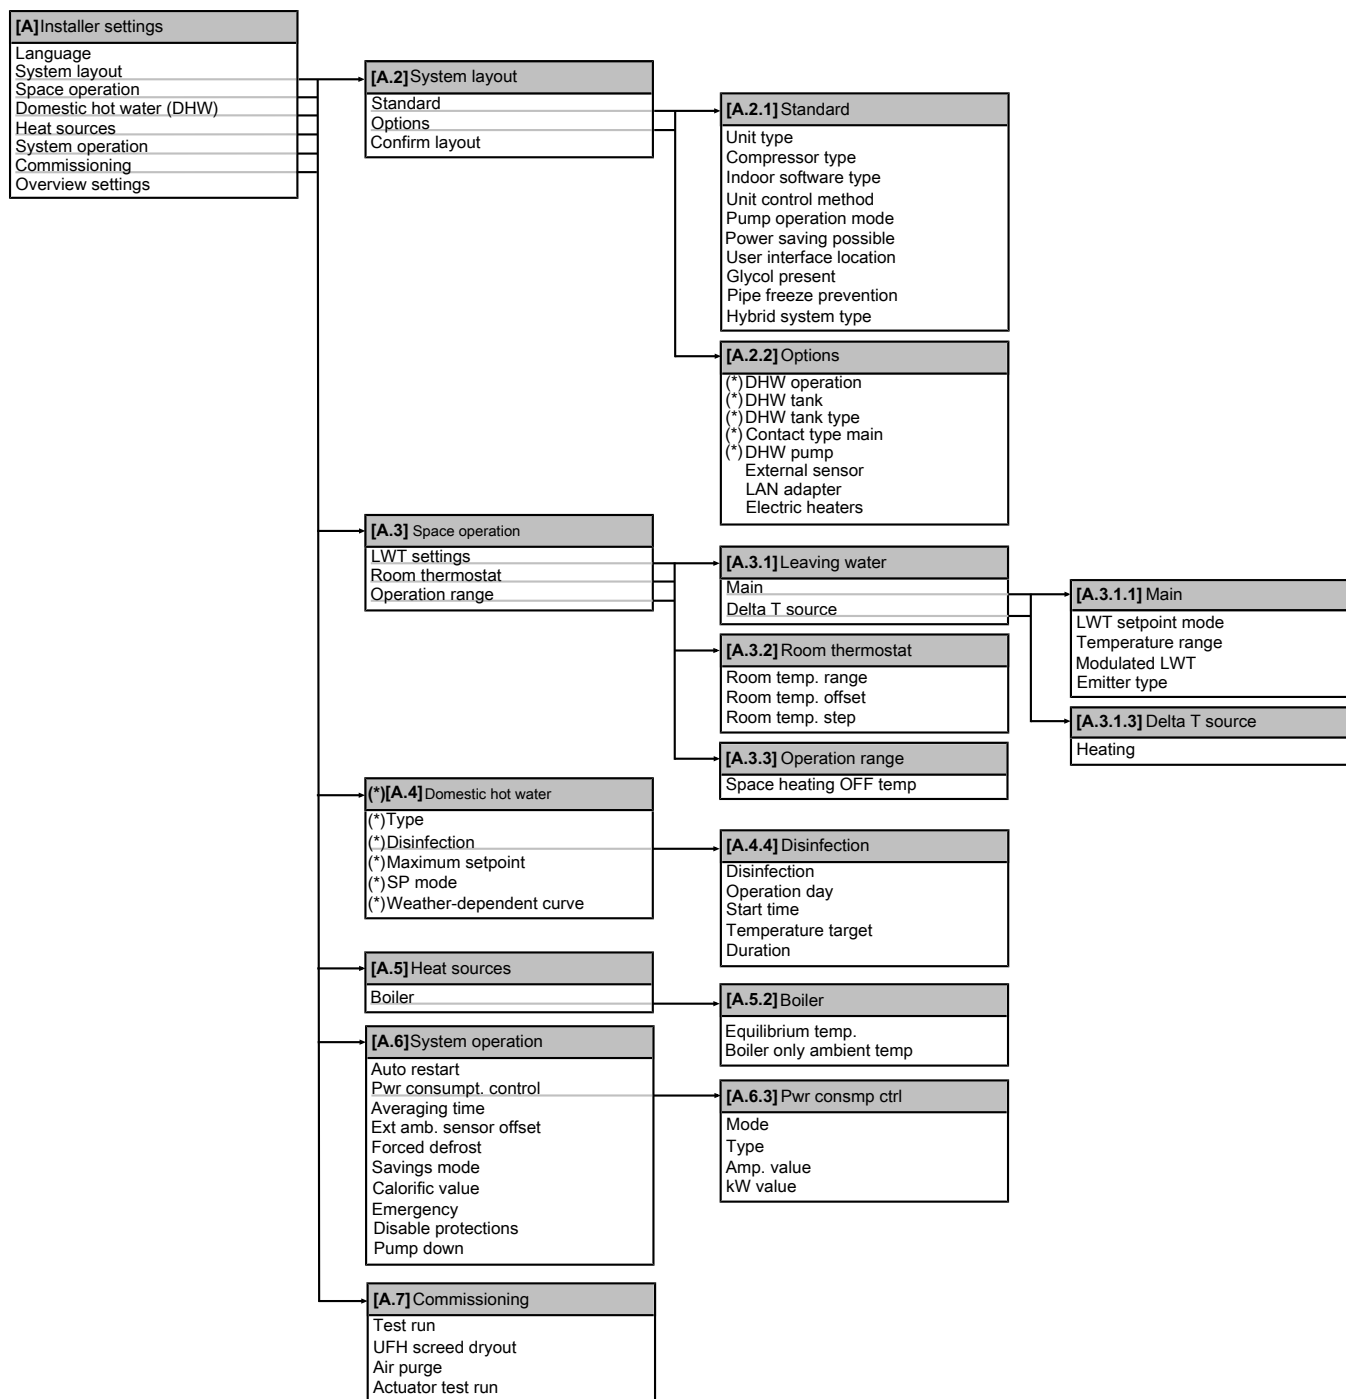 [A] Installer settings
Language
System layout
Space operation
Domestic hot water (DHW)
Heat sources
System operation
Commissioning
Overview settings
[A.2] System layout
Standard
Options
Confirm layout
[A.2.1] Standard
Unit type
Compressor type
Indoor software type
Unit control method
Pump operation mode
Power saving possible
User interface location
Glycol present
Pipe freeze prevention
Hybrid system type
[A.2.2] Options
(*) DHW operation
(*) DHW tank
(*) DHW tank type
(*) Contact type main
(*) DHW pump
External sensor
LAN adapter
Electric heaters
[A.3] Space operation
LWT settings
Room thermostat
Operation range
[A.3.1] Leaving water
Main
Delta T source
[A.3.1.1] Main
LWT setpoint mode
Temperature range
Modulated LWT
Emitter type
[A.3.1.3] Delta T source
Heating
[A.3.2] Room thermostat
Room temp. range
Room temp. offset
Room temp. step
[A.3.3] Operation range
Space heating OFF temp
(*) [A.4] Domestic hot water
(*) Type
(*) Disinfection
(*) Maximum setpoint
(*) SP mode
(*) Weather-dependent curve
[A.4.4] Disinfection
Disinfection
Operation day
Start time
Temperature target
Duration
[A.5] Heat sources
Boiler
[A.5.2] Boiler
Equilibrium temp.
Boiler only ambient temp
[A.6] System operation
Auto restart
Pwr consumpt. control
Averaging time
Ext amb. sensor offset
Forced defrost
Savings mode
Calorific value
Emergency
Disable protections
Pump down
[A.6.3] Pwr consmp ctrl
Mode
Type
Amp. value
kW value
[A.7] Commissioning
Test run
UFH screed dryout
Air purge
Actuator test run